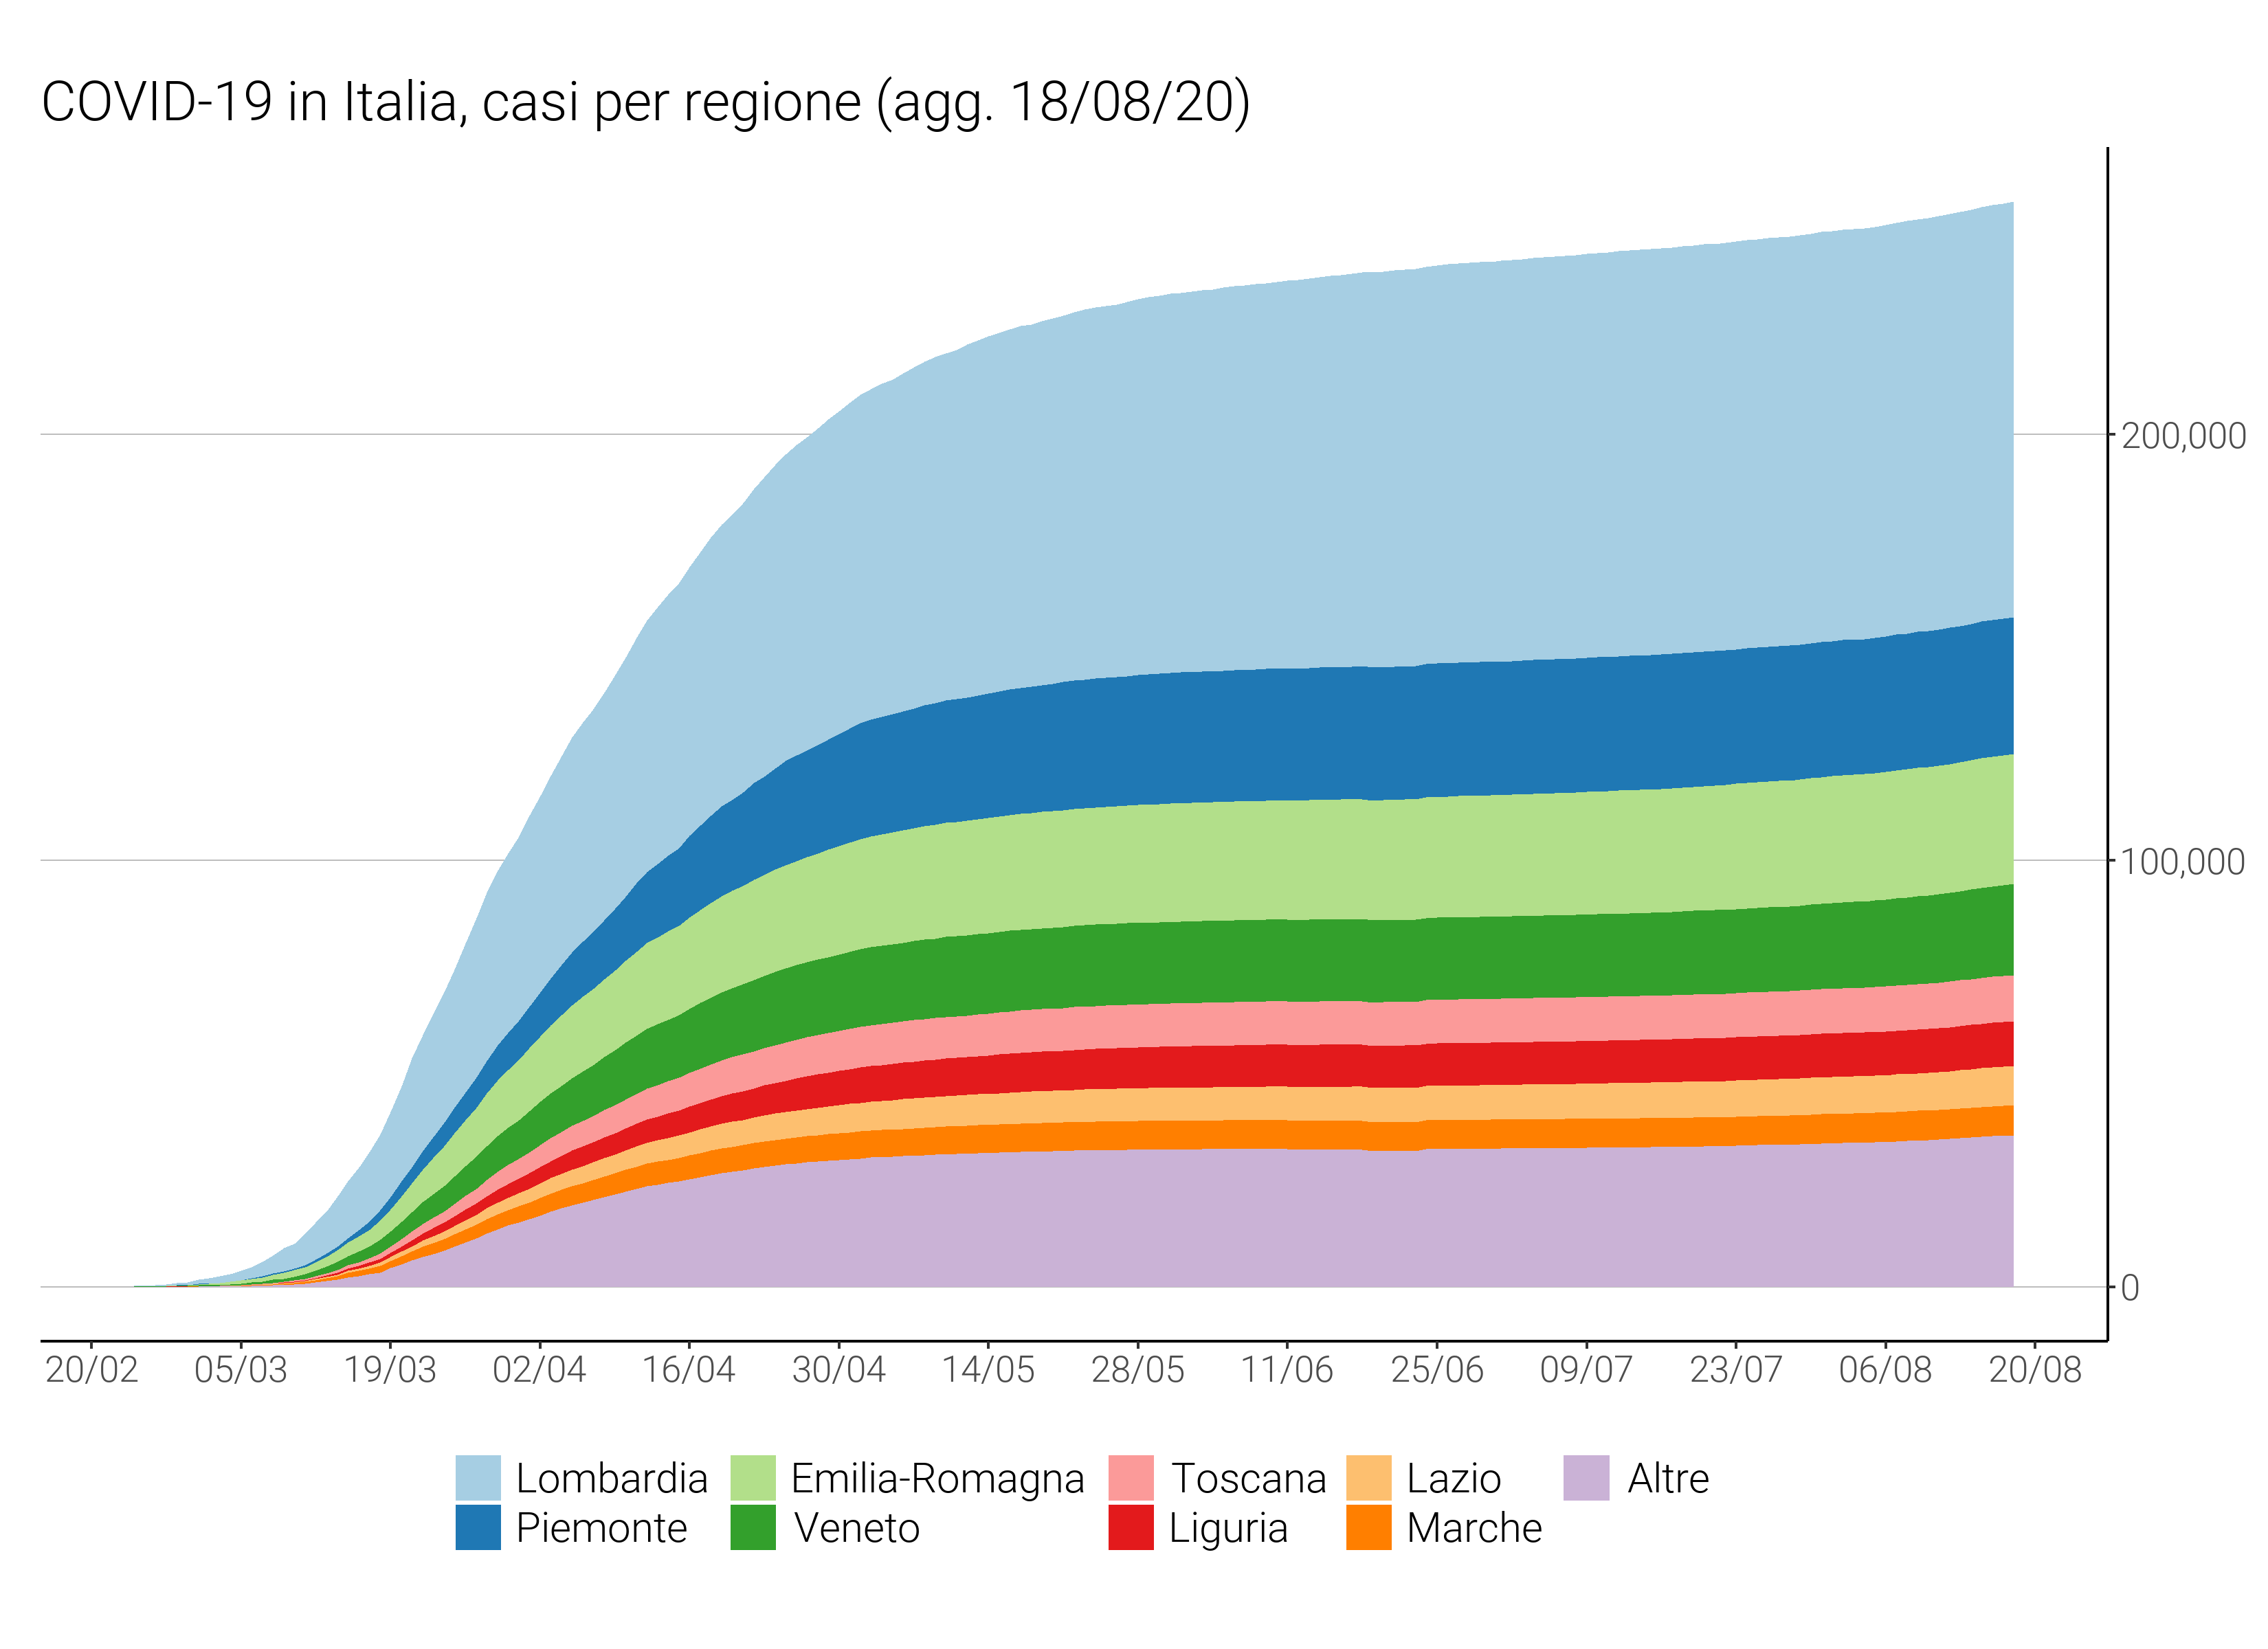 COVID-19 in Italia, casi per regione (agg. 18/08/20)
200,000
100,000
0
20/02 05/03 19/03 02/04 16/04 30/04 14/05 28/05 11/06 25/06 09/07 23/07 06/08 20/08
Lombardia Emilia-Romagna Toscana Lazio Altre
Piemonte Veneto Liguria Marche